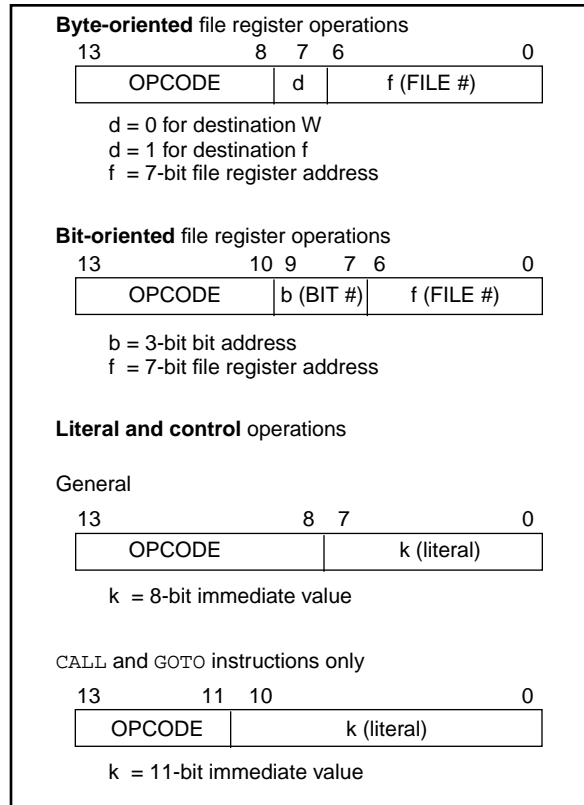 Byte-oriented file register operations
13 8 7 6 0
OPCODE d f (FILE #)
d = 0 for destination W
d = 1 for destination f
f = 7-bit file register address
Bit-oriented file register operations
13 10 9 7 6 0
OPCODE b (BIT #) f (FILE #)
b = 3-bit bit address
f = 7-bit file register address
Literal and control operations
General
13 8 7 0
OPCODE k (literal)
k = 8-bit immediate value
CALL and GOTO instructions only
13 11 10 0
OPCODE k (literal)
k = 11-bit immediate value